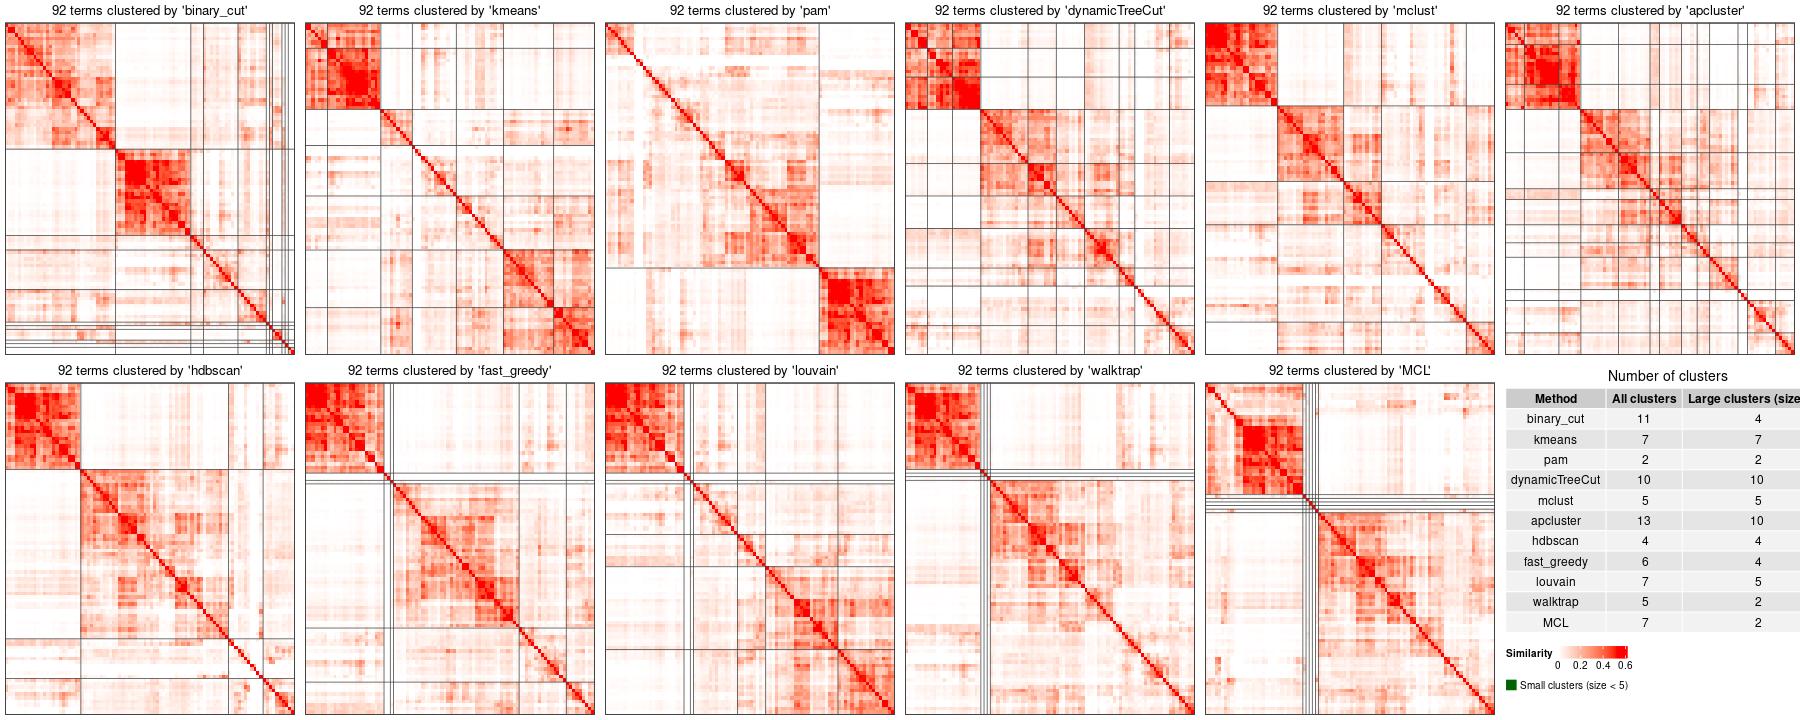 92 terms clustered by 'binary_cut'
92 terms clustered by 'kmeans'
92 terms clustered by 'pam'
92 terms clustered by 'dynamicTreeCut'
92 terms clustered by 'mclust'
92 terms clustered by 'apcluster'
92 terms clustered by 'hdbscan'
92 terms clustered by 'fast_greedy'
92 terms clustered by 'louvain'
92 terms clustered by 'walktrap'
92 terms clustered by 'MCL'
Number of clusters
Method All clusters Large clusters (size
binary_cut 11 4
kmeans 7 7
pam 2 2
dynamicTreeCut 10 10
mclust 5 5
apcluster 13 10
hdbscan 4 4
fast_greedy 6 4
louvain 7 5
walktrap 5 2
MCL 7 2
Similarity
0 0.2 0.4 0.6
Small clusters (size < 5)